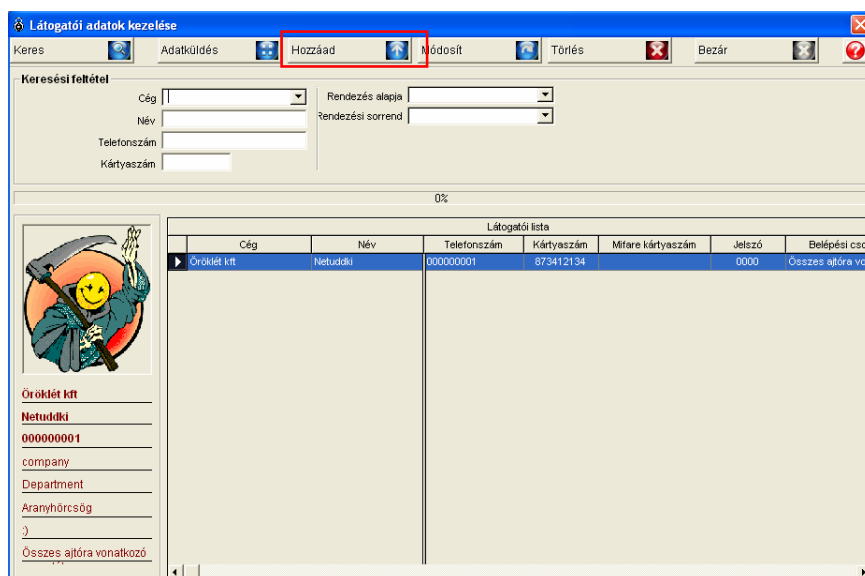 Látogatói adatok kezelése
Keres Adatküldés Hozzáad Módosít Törlés Bezár ?
Keresési feltétel
Cég Rendezés alapja
Név Rendezési sorrend
Telefonszám
Kártyaszám
0%
Látogatói lista
Cég Név Telefonszám Kártyaszám Mifare kártyaszám Jelszó Belépési cso
Öröklét kft Netuddki 000000001 873412134 0000 Összes ajtóra vo
Öröklét kft
Netuddki
000000001
company
Department
Aranyhörcsög
:)
Összes ajtóra vonatkozó